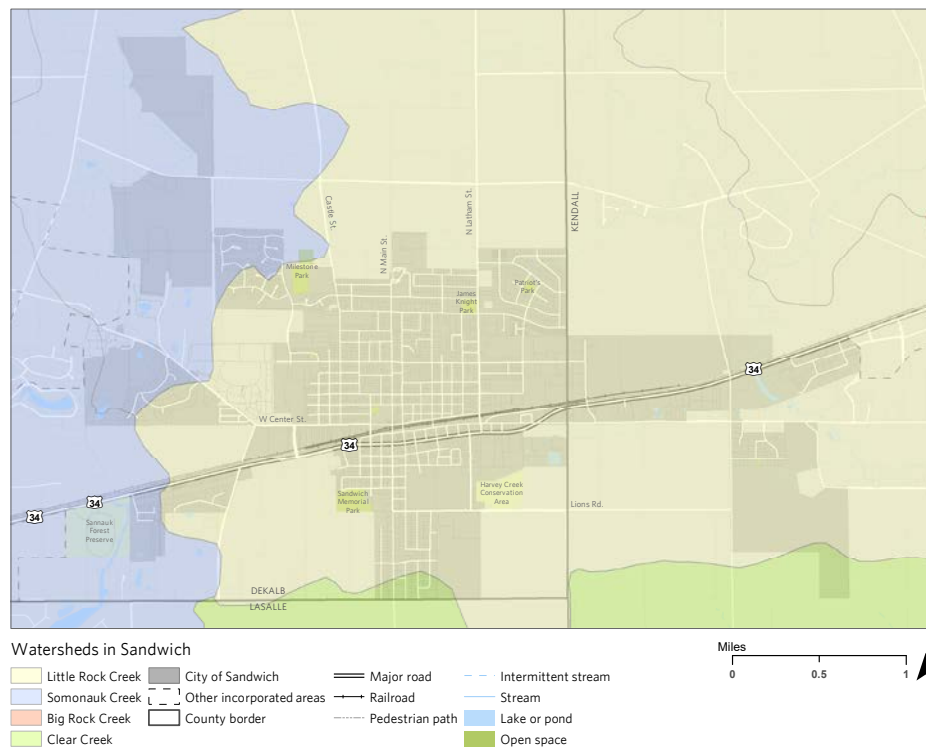 Castle St.
N Latham St.
KENDALL
N Main St.
Milestone
Park
Patriot's
Park
James
Knight
Park
34
W Center St.
34
Harvey Creek
Conservation
Area
Sandwich
Memorial
Park
Lions Rd.
34
34
Sannauk
Forest
Preserve
DEKALB
LASALLE
Watersheds in Sandwich
Little Rock Creek
Somonauk Creek
Big Rock Creek
Clear Creek
City of Sandwich
Other incorporated areas
County border
Major road
Railroad
Pedestrian path
Intermittent stream
Stream
Lake or pond
Open space
Miles
0 0.5 1